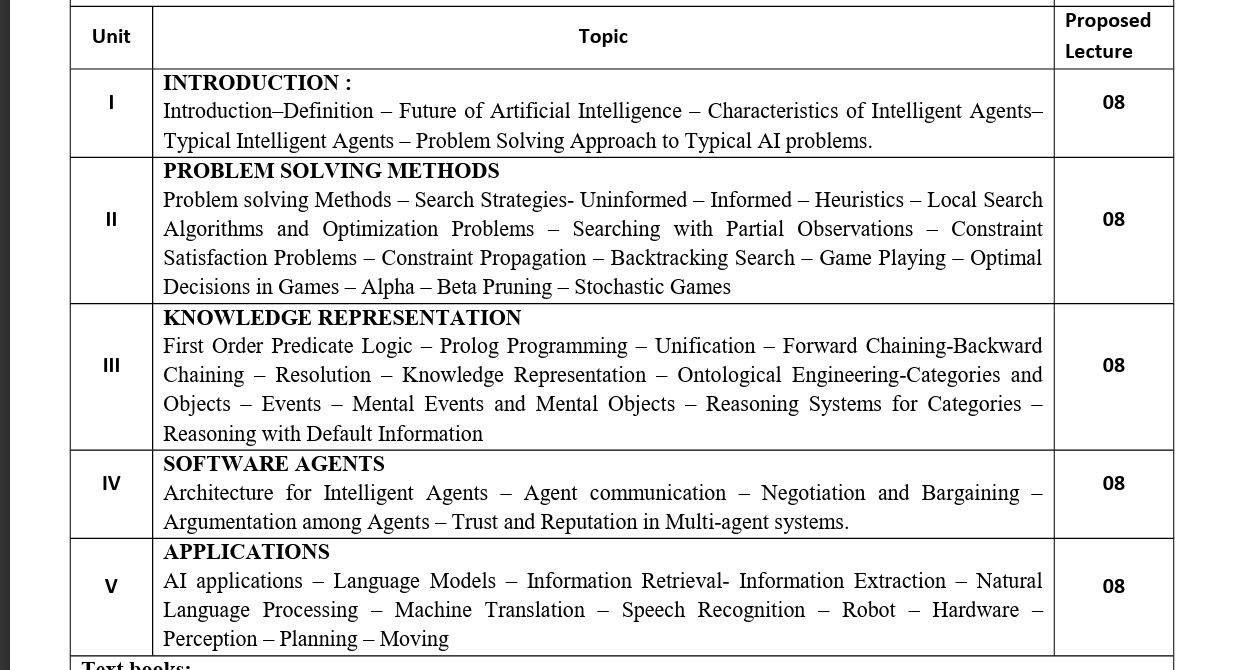 Unit Topic Proposed Lecture
I
INTRODUCTION :
Introduction–Definition – Future of Artificial Intelligence – Characteristics of Intelligent Agents–
Typical Intelligent Agents – Problem Solving Approach to Typical AI problems.
08
II
PROBLEM SOLVING METHODS
Problem solving Methods – Search Strategies- Uninformed – Informed – Heuristics – Local Search
Algorithms and Optimization Problems – Searching with Partial Observations – Constraint
Satisfaction Problems – Constraint Propagation – Backtracking Search – Game Playing – Optimal
Decisions in Games – Alpha – Beta Pruning – Stochastic Games
08
III
KNOWLEDGE REPRESENTATION
First Order Predicate Logic – Prolog Programming – Unification – Forward Chaining-Backward
Chaining – Resolution – Knowledge Representation – Ontological Engineering-Categories and
Objects – Events – Mental Events and Mental Objects – Reasoning Systems for Categories –
Reasoning with Default Information
08
IV
SOFTWARE AGENTS
Architecture for Intelligent Agents – Agent communication – Negotiation and Bargaining –
Argumentation among Agents – Trust and Reputation in Multi-agent systems.
08
V
APPLICATIONS
AI applications – Language Models – Information Retrieval- Information Extraction – Natural
Language Processing – Machine Translation – Speech Recognition – Robot – Hardware –
Perception – Planning – Moving
08
Text books: